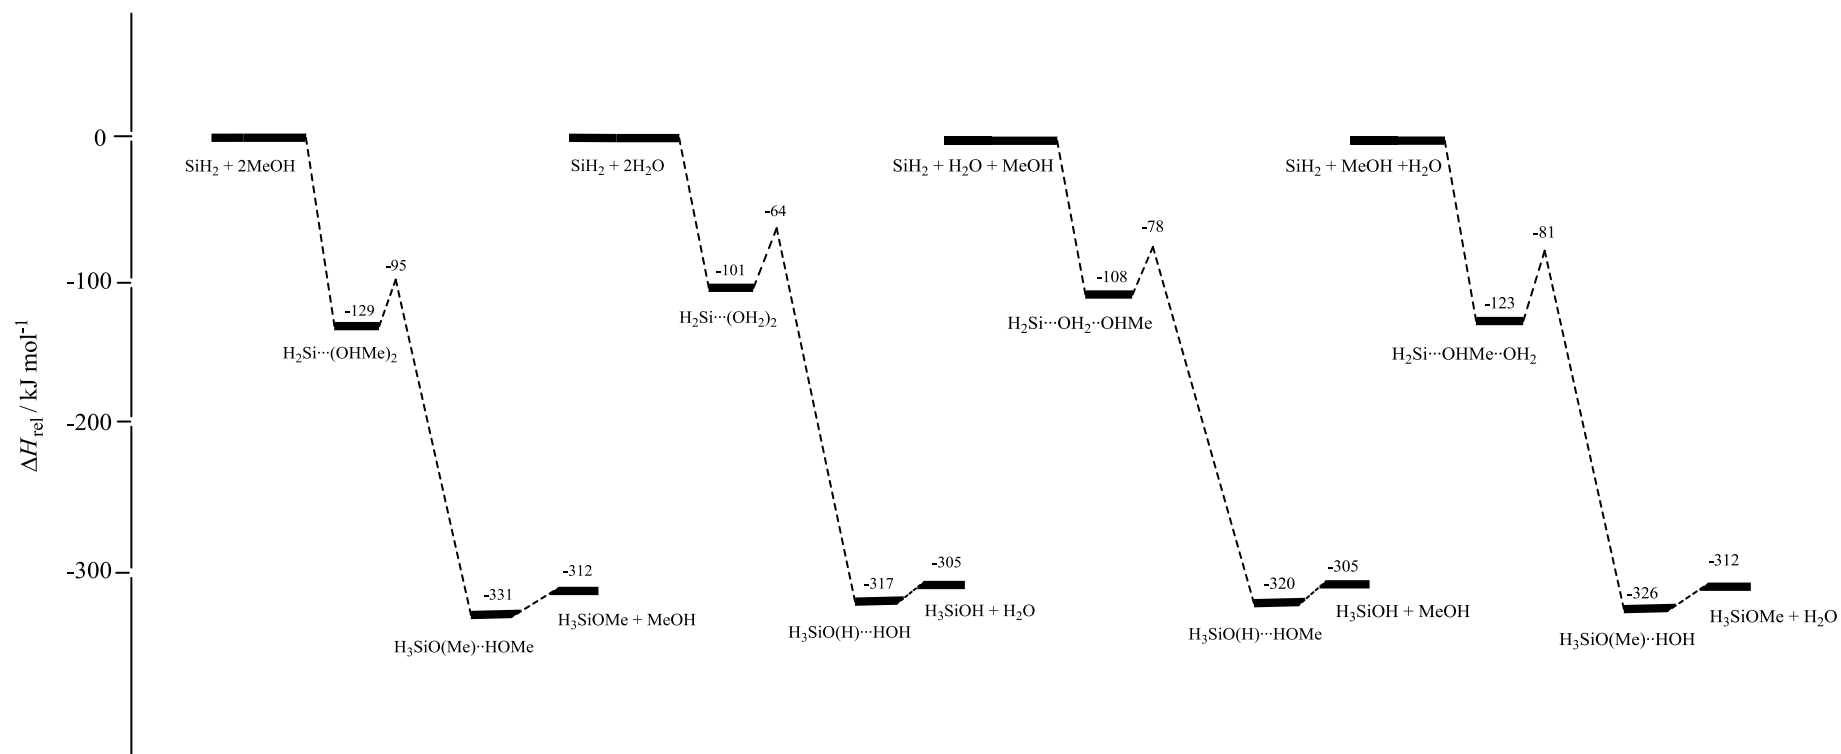 ΔH_rel / kJ mol⁻¹
0
-100
-200
-300
SiH₂ + 2MeOH
-129
H₂Si···(OHMe)₂
-95
-331
H₃SiO(Me)··HOMe
-312
H₃SiOMe + MeOH
SiH₂ + 2H₂O
-101
H₂Si···(OH₂)₂
-64
-317
H₃SiO(H)···HOH
-305
H₃SiOH + H₂O
SiH₂ + H₂O + MeOH
-108
H₂Si···OH₂··OHMe
-78
-320
H₃SiO(H)···HOMe
-305
H₃SiOH + MeOH
SiH₂ + MeOH +H₂O
-123
H₂Si···OHMe··OH₂
-81
-326
H₃SiO(Me)··HOH
-312
H₃SiOMe + H₂O